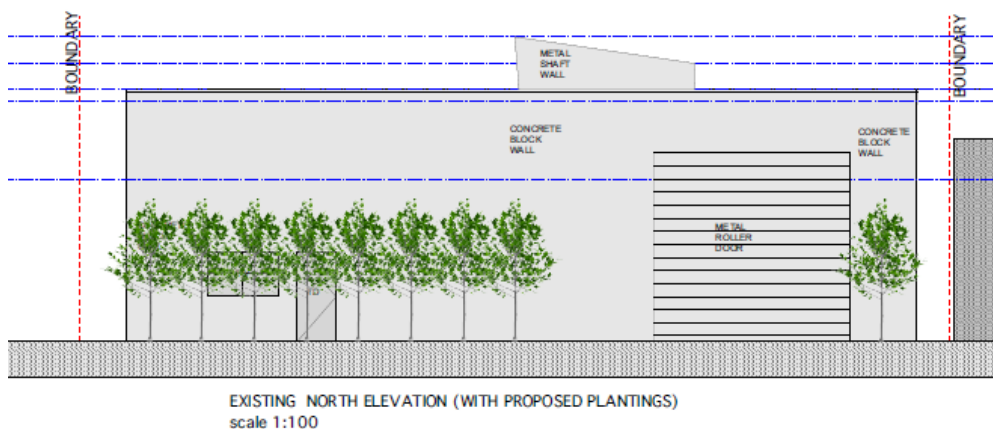 BOUNDARY
BOUNDARY
METAL
SHAFT
WALL
CONCRETE
BLOCK
WALL
CONCRETE
BLOCK
WALL
METAL
ROLLER
DOOR
EXISTING NORTH ELEVATION (WITH PROPOSED PLANTINGS)
scale 1:100